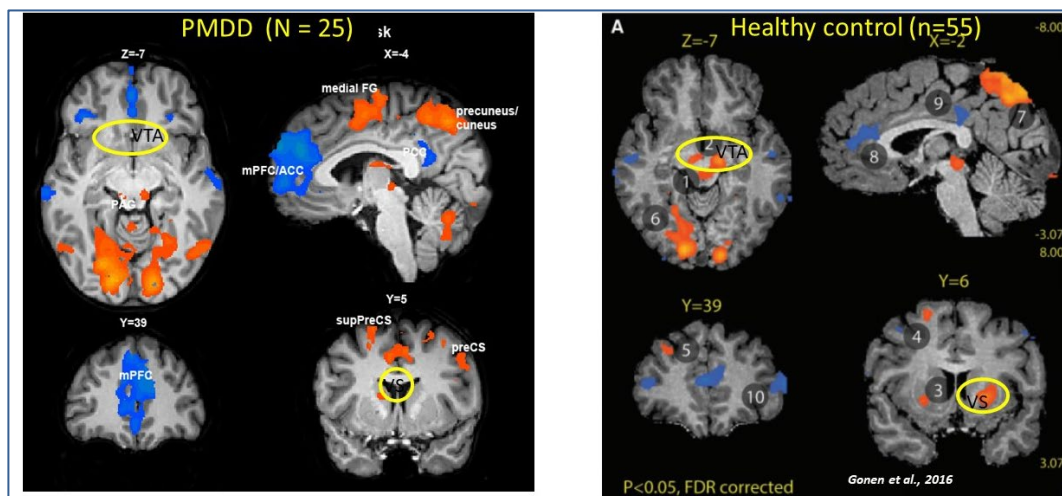 PMDD (N = 25)
sk
Z=-7
X=-4
medial FG
precuneus/
cuneus
VTA
PCC
mPFC/ACC
PAG
Y=39
Y=5
supPreCS
preCS
mPFC
VS
A
Healthy control (n=55)
-8.00
Z=-7
X=-2
9
7
2
VTA
8
1
6
-3.07
8.00
Y=39
Y=6
5
4
10
3
VS
P<0.05, FDR corrected
Gonen et al., 2016
3.07